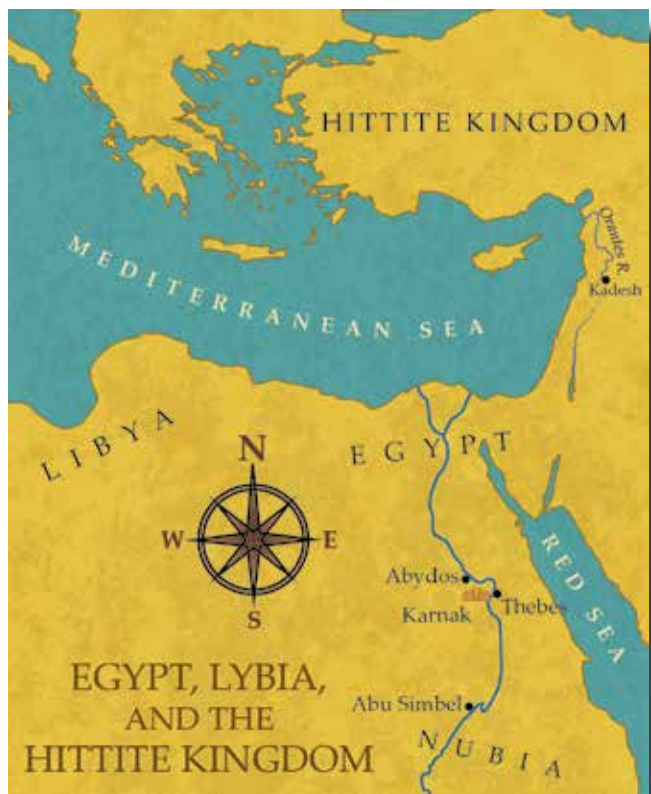 HITTITE KINGDOM
Orantes R.
Kadesh
MEDITERRANEAN SEA
LIBYA
EGYPT
N
W
E
S
RED SEA
Abydos
Karnak
Thebes
Abu Simbel
NUBIA
EGYPT, LYBIA,
AND THE
HITTITE KINGDOM